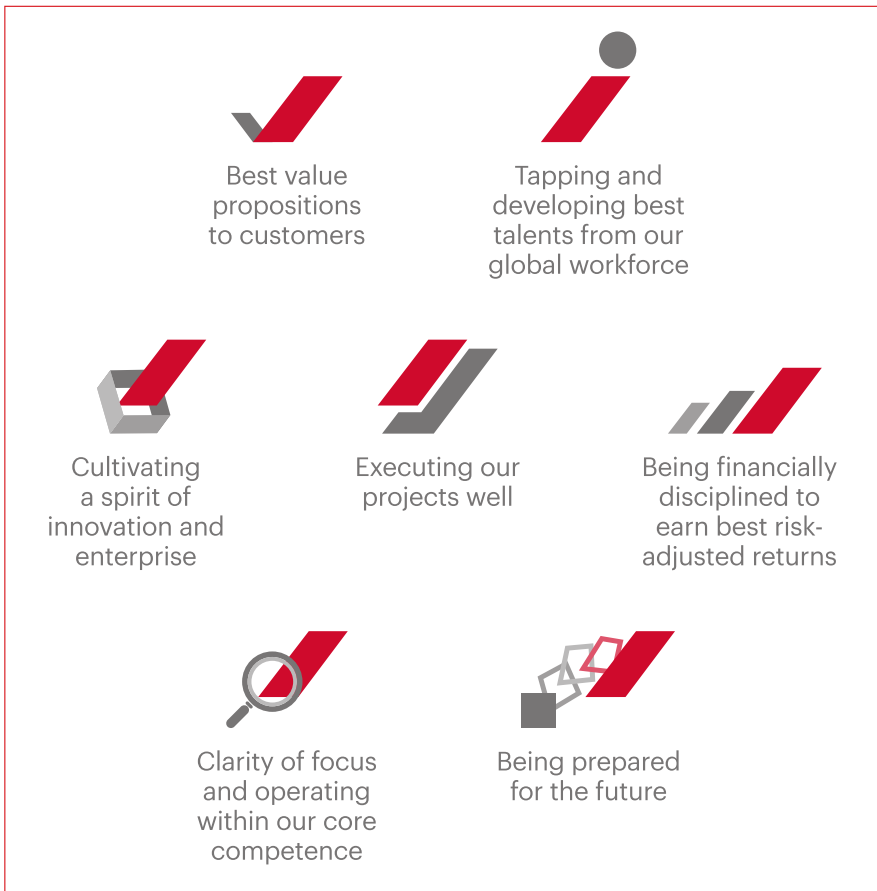 Best value
propositions
to customers
Tapping and
developing best
talents from our
global workforce
Cultivating
a spirit of
innovation and
enterprise
Executing our
projects well
Being financially
disciplined to
earn best risk-
adjusted returns
Clarity of focus
and operating
within our core
competence
Being prepared
for the future